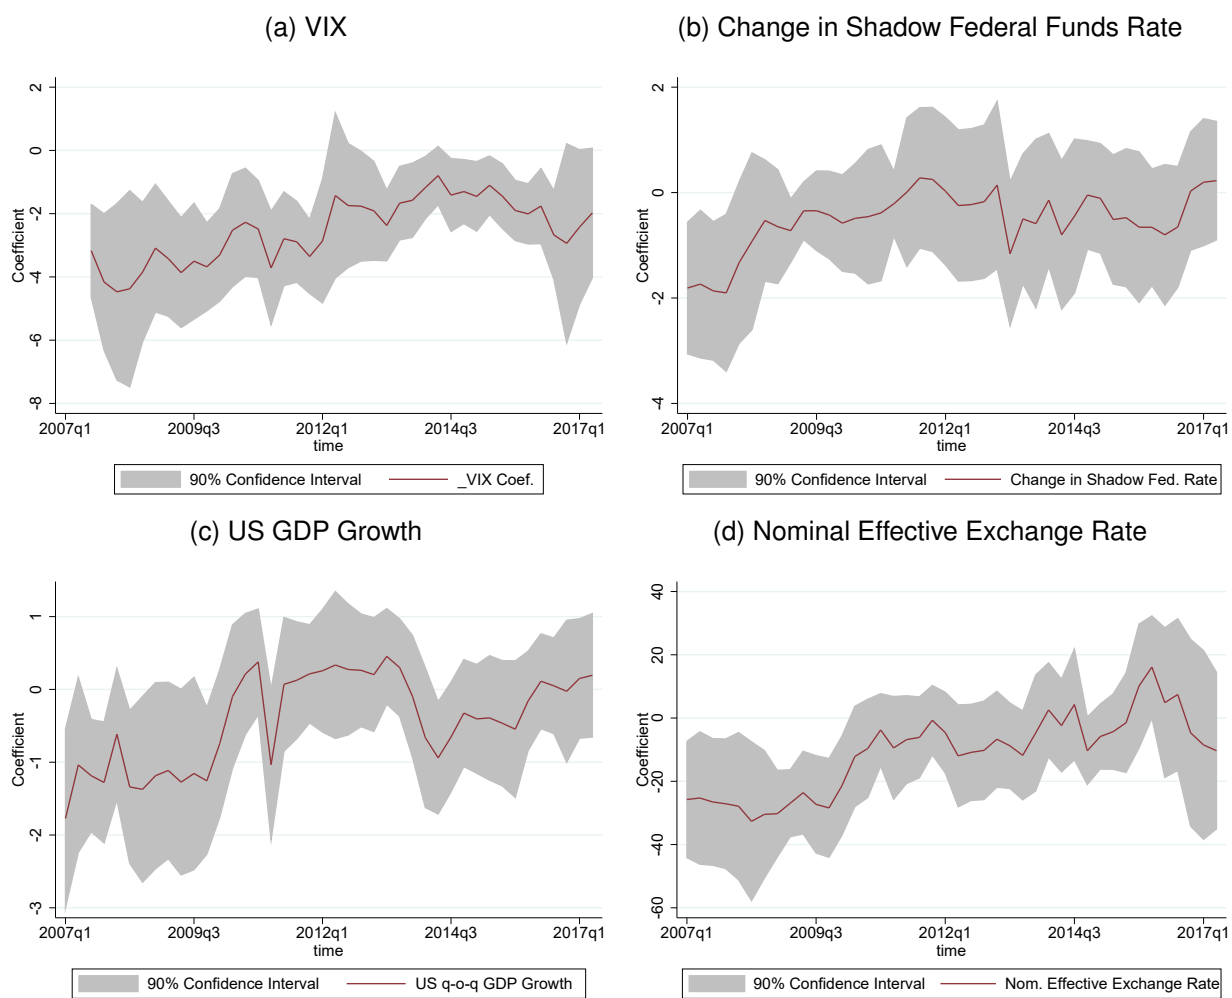 (a) VIX
Coefficient
2
0
-2
-4
-6
-8
2007q1 2009q3 2012q1 2014q3 2017q1
time
90% Confidence Interval _VIX Coef.
(b) Change in Shadow Federal Funds Rate
Coefficient
2
0
-2
-4
2007q1 2009q3 2012q1 2014q3 2017q1
time
90% Confidence Interval Change in Shadow Fed. Rate
(c) US GDP Growth
Coefficient
1
0
-1
-2
-3
2007q1 2009q3 2012q1 2014q3 2017q1
time
90% Confidence Interval US q-o-q GDP Growth
(d) Nominal Effective Exchange Rate
Coefficient
40
20
0
-20
-40
-60
2007q1 2009q3 2012q1 2014q3 2017q1
time
90% Confidence Interval Nom. Effective Exchange Rate